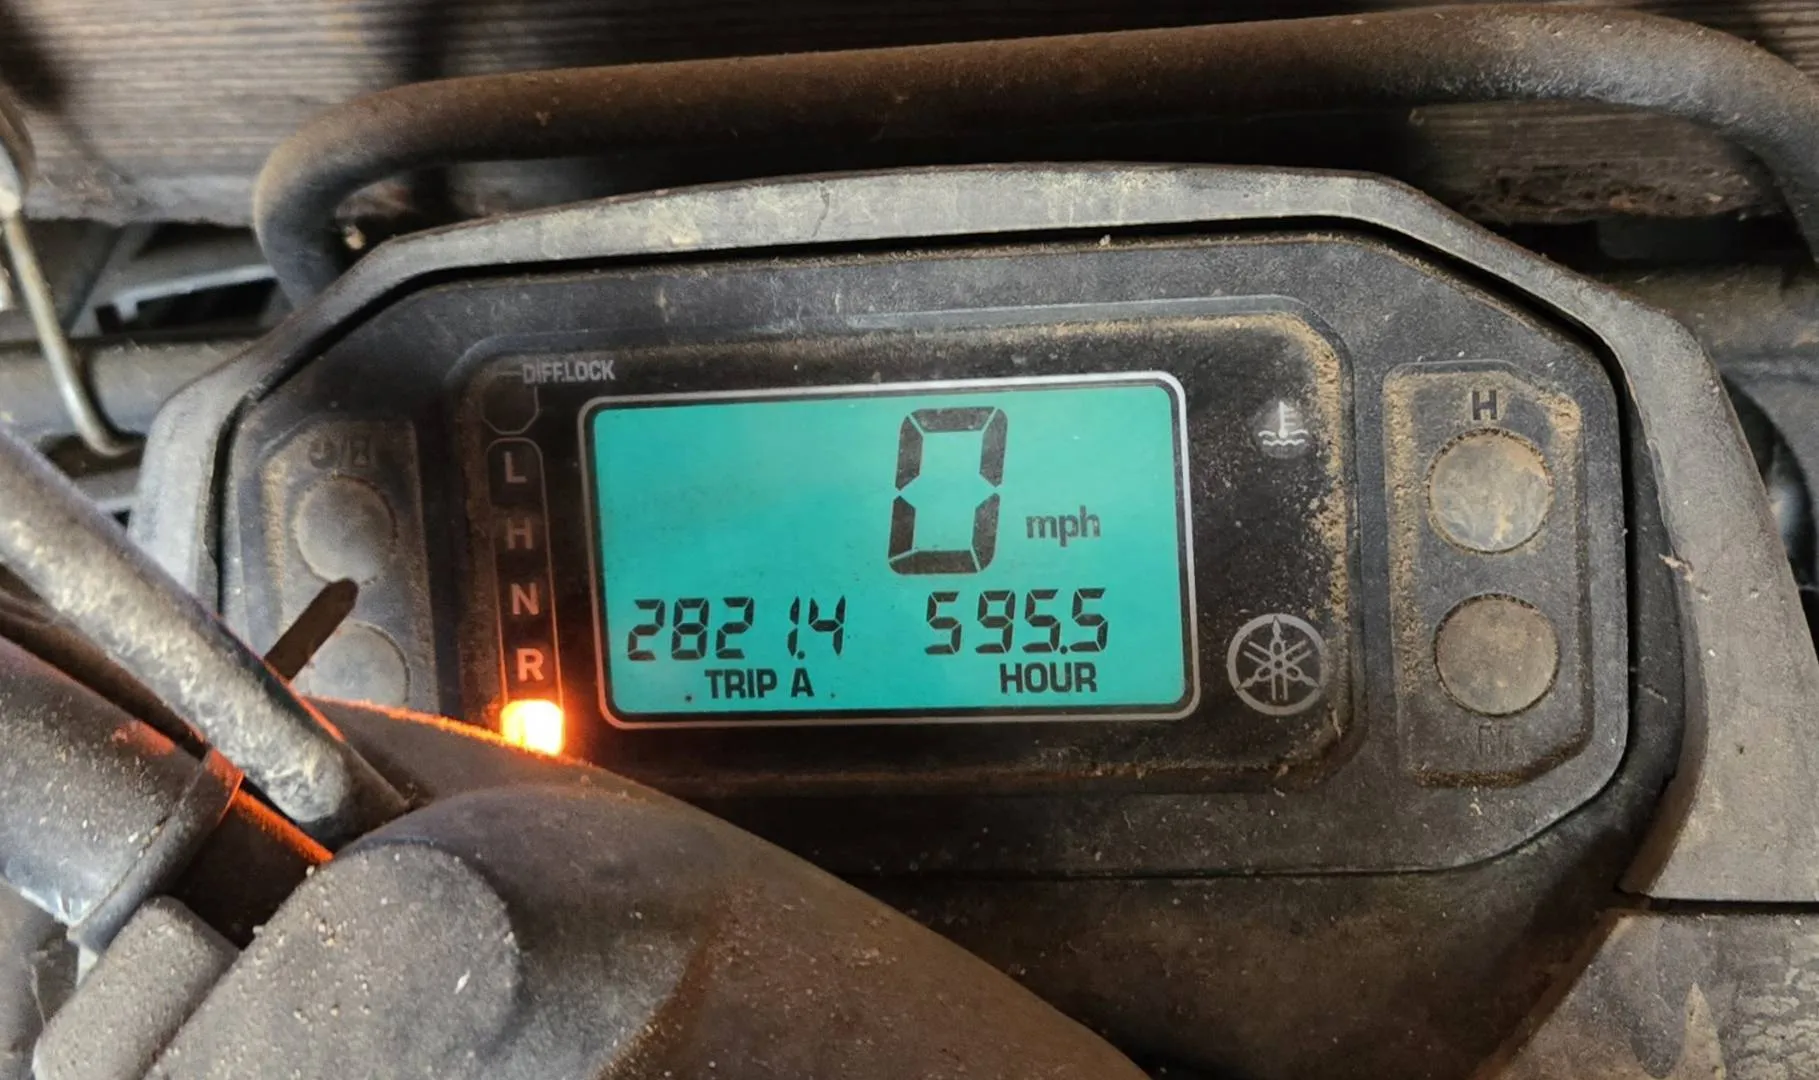 DIFF.LOCK
H
L
H
N
R
0 mph
2821.4 595.5
TRIP A HOUR